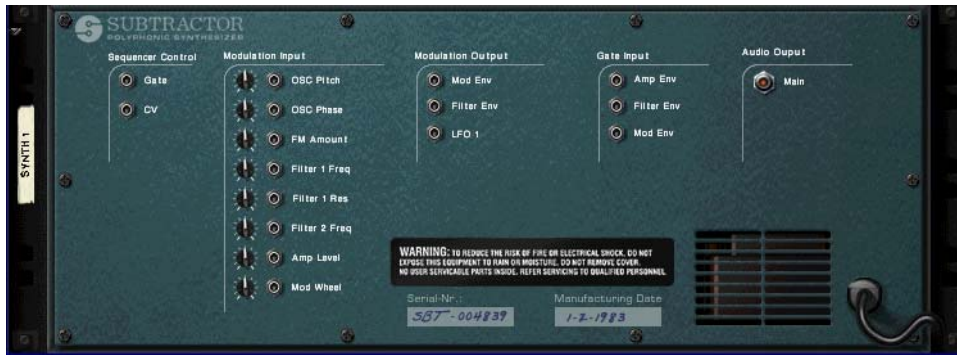 SUBTRACTOR
POLYPHONIC SYNTHESIZER
Sequencer Control
Gate
CV
Modulation Input
OSC Pitch
OSC Phase
FM Amount
Filter 1 Freq
Filter 1 Res
Filter 2 Freq
Amp Level
Mod Wheel
Modulation Output
Mod Env
Filter Env
LFO 1
Gate Input
Amp Env
Filter Env
Mod Env
Audio Ouput
Main
SYNTH 1
WARNING: TO REDUCE THE RISK OF FIRE OR ELECTRICAL SHOCK, DO NOT
EXPOSE THIS EQUIPMENT TO RAIN OR MOISTURE. DO NOT REMOVE COVER.
NO USER SERVICABLE PARTS INSIDE. REFER SERVICING TO QUALIFIED PERSONNEL
Serial-Nr.:
SBT-004839
Manufacturing Date
1-2-1983